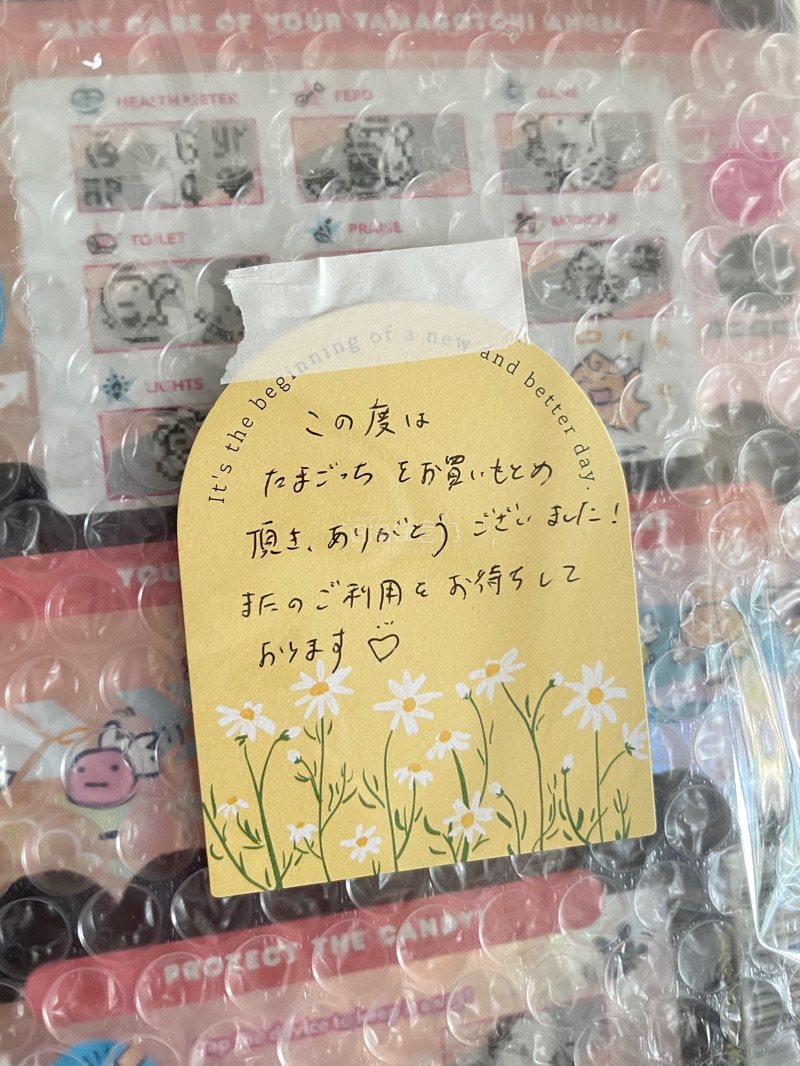 TAKE CARE OF YOUR TAMAGOTCHI ANGEL
HEALTH METER
FEED
GAME
TOILET
PRAISE
MEDICINE
LIGHTS
It's the beginning of a new and better day.
この度は
たまごっち をお買いもとめ
頂き、ありがとう ございました!
またのご利用を お待ちして
おります♡
YOU
PROTECT THE CANDY!